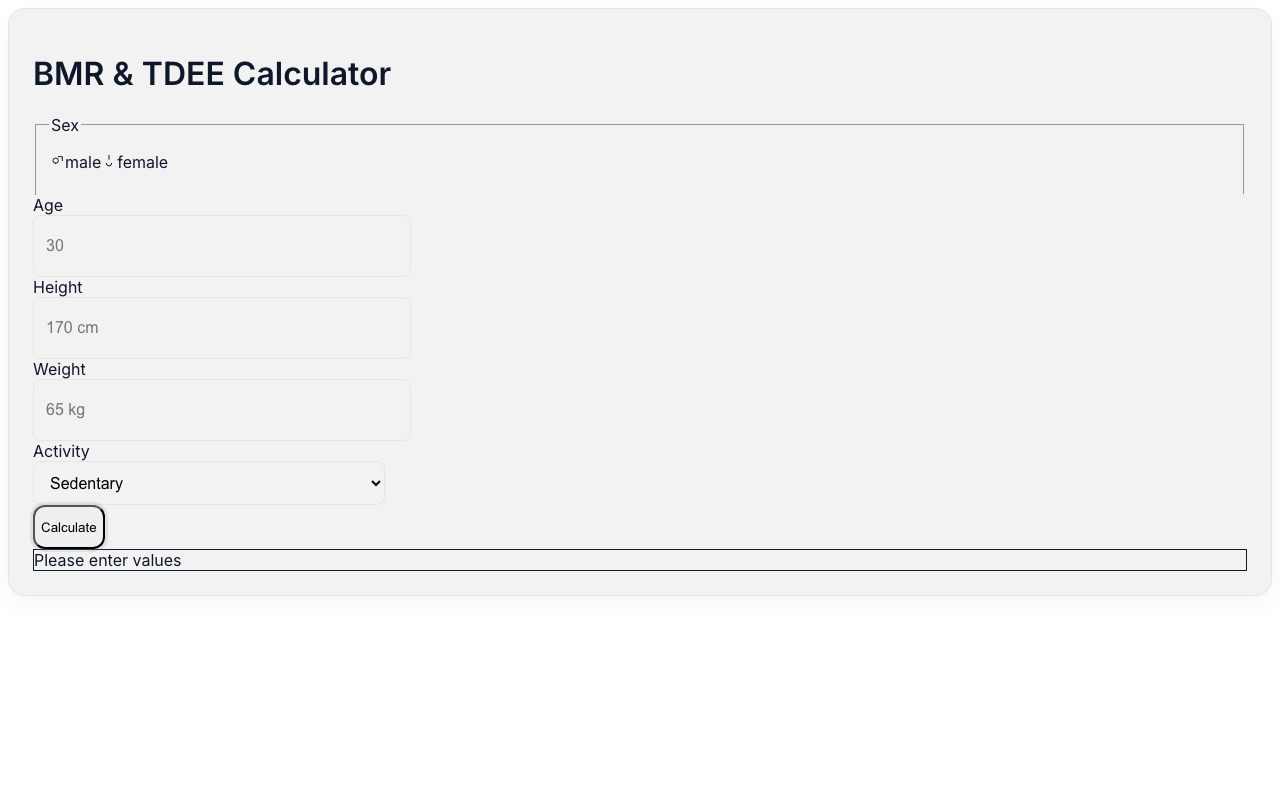 BMR & TDEE Calculator
Sex
male female
Age
30
Height
170 cm
Weight
65 kg
Activity
Sedentary
Calculate
Please enter values